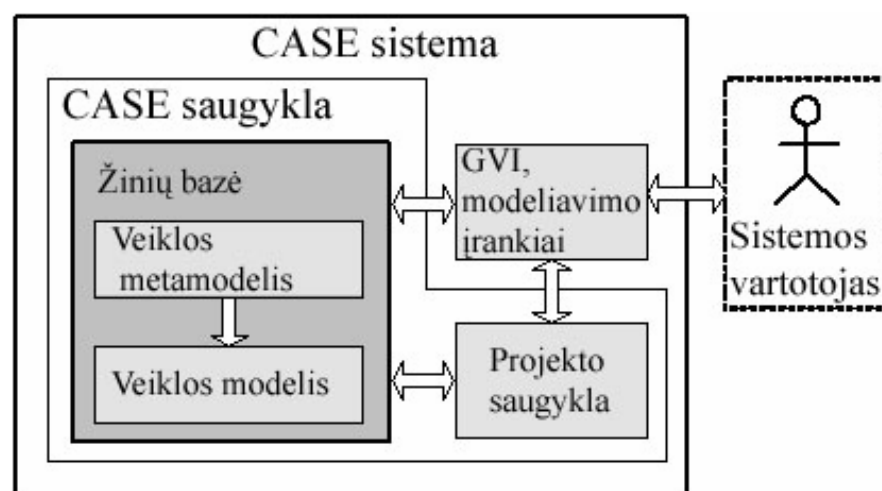 CASE sistema
CASE saugykla
Žinių bazė
Veiklos
metamodelis
Veiklos modelis
GVI,
modeliavimo
įrankiai
Projekto
saugykla
Sistemos
vartotojas